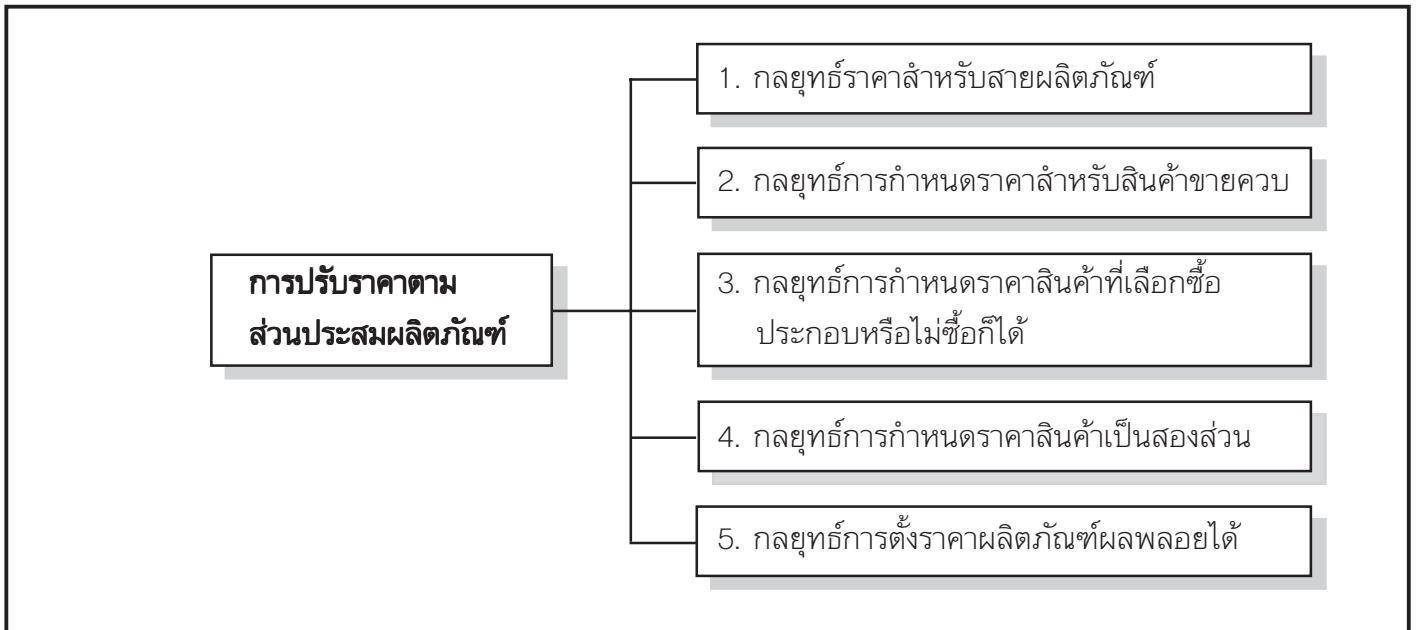 การปรับราคาตาม
ส่วนประสมผลิตภัณฑ์
1. กลยุทธ์ราคาสำหรับสายผลิตภัณฑ์
2. กลยุทธ์การกำหนดราคาสำหรับสินค้าขายควบ
3. กลยุทธ์การกำหนดราคาสินค้าที่เลือกซื้อ
ประกอบหรือไม่ซื้อก็ได้
4. กลยุทธ์การกำหนดราคาสินค้าเป็นสองส่วน
5. กลยุทธ์การตั้งราคาผลิตภัณฑ์ผลพลอยได้